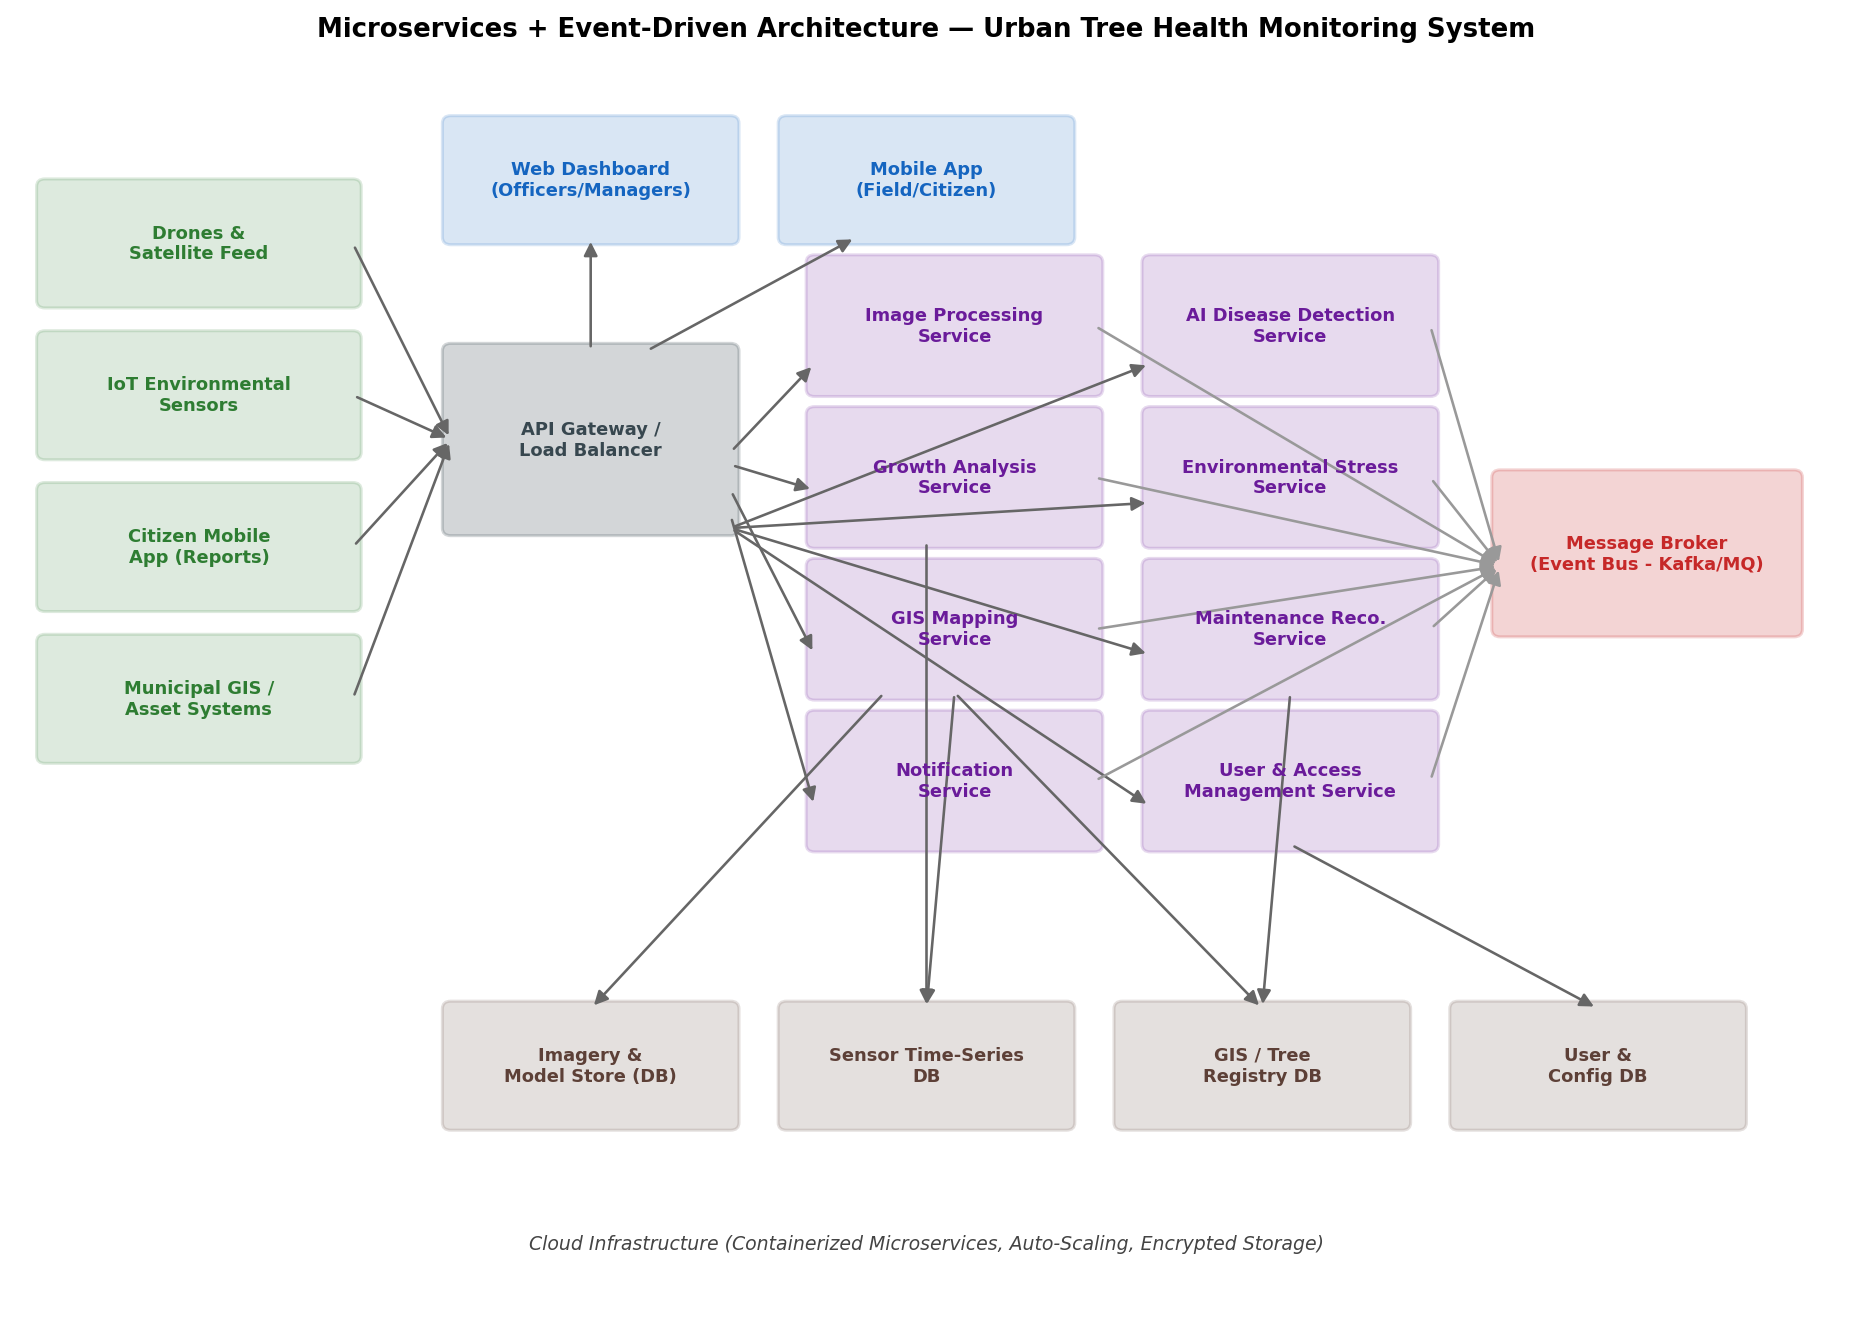 Microservices + Event-Driven Architecture — Urban Tree Health Monitoring System
Web Dashboard
(Officers/Managers)
Mobile App
(Field/Citizen)
Drones &
Satellite Feed
IoT Environmental
Sensors
Citizen Mobile
App (Reports)
Municipal GIS /
Asset Systems
API Gateway /
Load Balancer
Image Processing
Service
AI Disease Detection
Service
Growth Analysis
Service
Environmental Stress
Service
GIS Mapping
Service
Maintenance Reco.
Service
Notification
Service
User & Access
Management Service
Message Broker
(Event Bus - Kafka/MQ)
Imagery &
Model Store (DB)
Sensor Time-Series
DB
GIS / Tree
Registry DB
User &
Config DB
Cloud Infrastructure (Containerized Microservices, Auto-Scaling, Encrypted Storage)